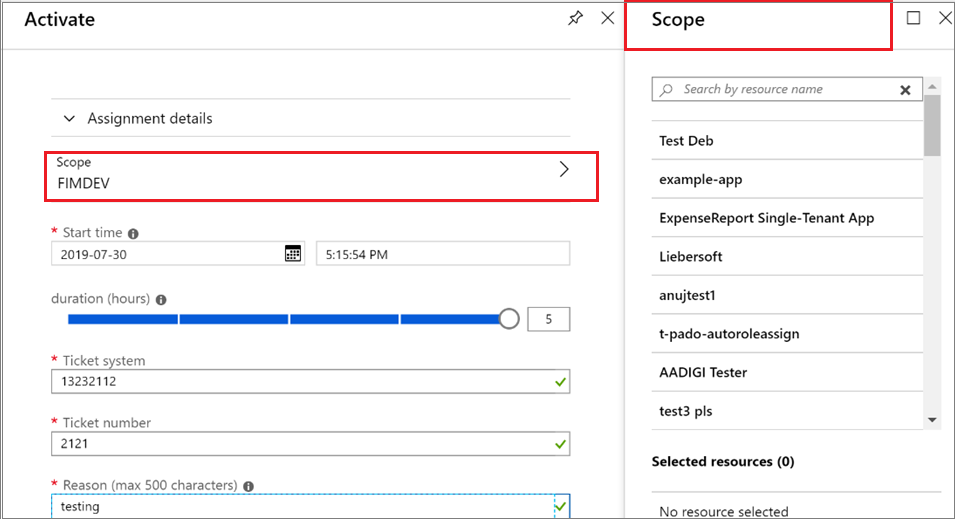 Activate
Assignment details
Scope
FIMDEV
* Start time
2019-07-30
5:15:54 PM
duration (hours)
5
* Ticket system
13232112
* Ticket number
2121
* Reason (max 500 characters)
testing
Scope
Search by resource name
Test Deb
example-app
ExpenseReport Single-Tenant App
Liebersoft
anujtest1
t-pado-autoroleassign
AADIGI Tester
test3 pls
Selected resources (0)
No resource selected